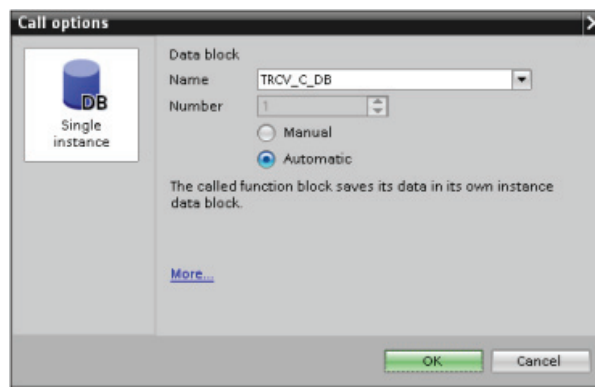 Call options
DB
Single
instance
Data block
Name TRCV_C_DB
Number 1
Manual
Automatic
The called function block saves its data in its own instance
data block.
More...
OK Cancel